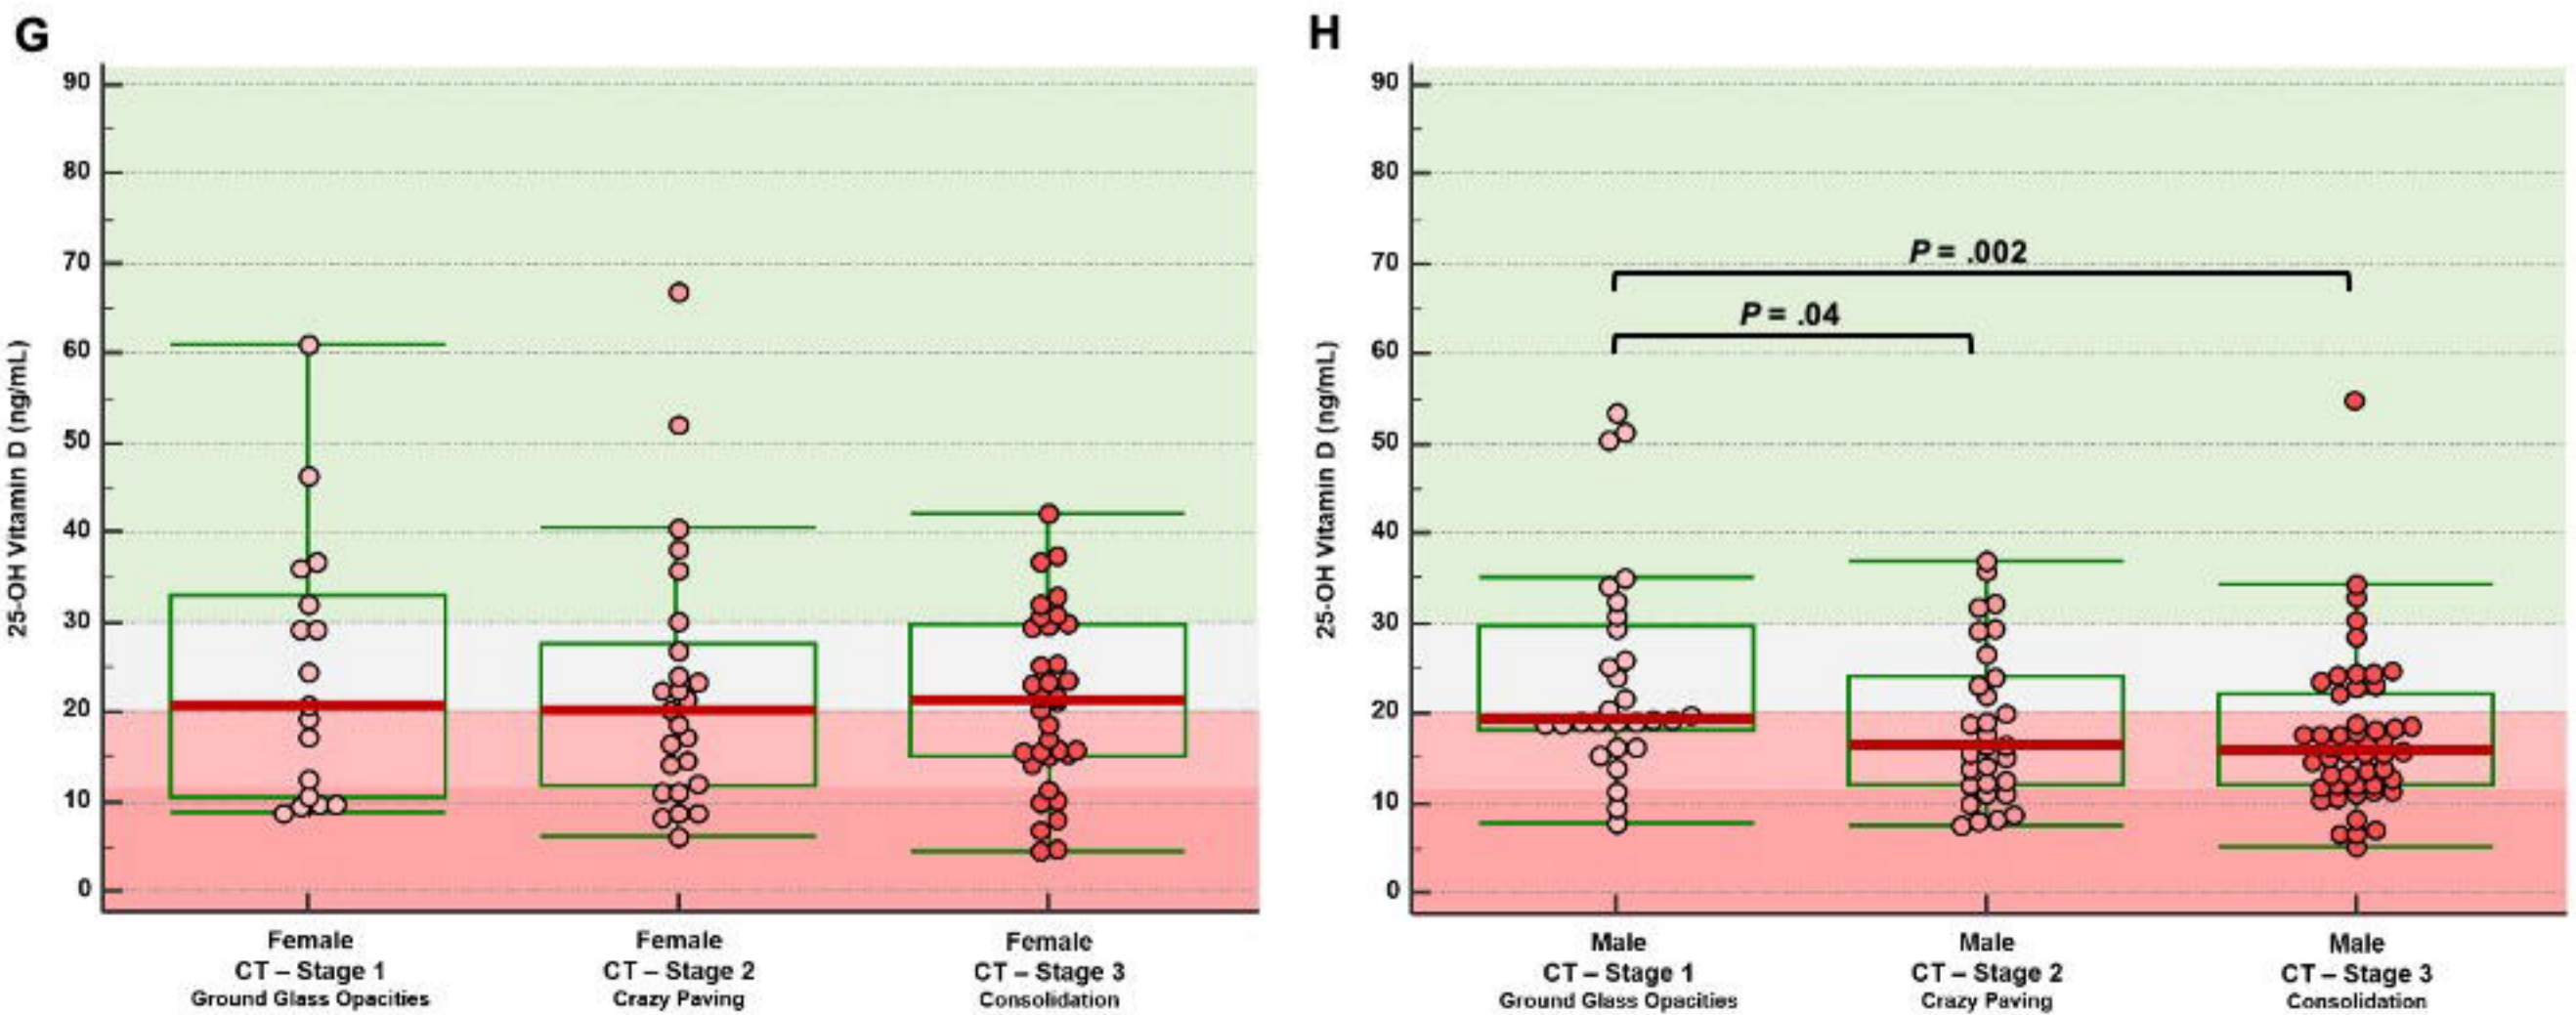 G
90
80
70
60
50
40
30
20
10
0
25-OH Vitamin D (ng/mL)
Female
CT – Stage 1
Ground Glass Opacities
Female
CT – Stage 2
Crazy Paving
Female
CT – Stage 3
Consolidation
H
90
80
70
60
50
40
30
20
10
0
25-OH Vitamin D (ng/mL)
P = .002
P = .04
Male
CT – Stage 1
Ground Glass Opacities
Male
CT – Stage 2
Crazy Paving
Male
CT – Stage 3
Consolidation